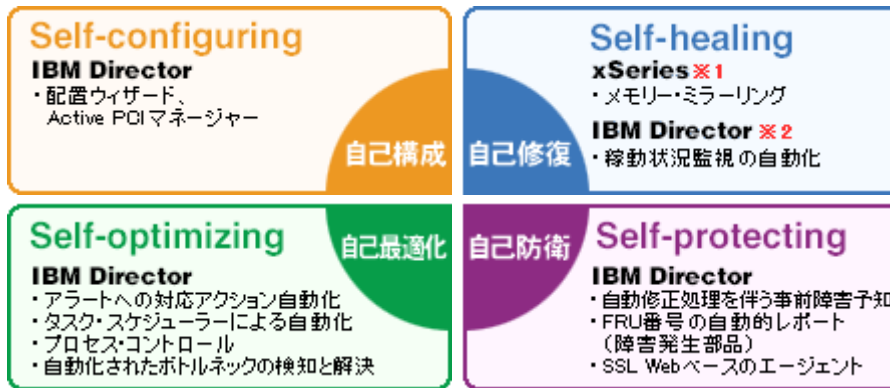 Self-configuring
IBM Director
・配置ウィザード、
Active PCIマネージャー
自己構成
Self-healing
xSeries※1
・メモリー・ミラーリング
IBM Director ※2
・稼動状況監視の自動化
自己修復
Self-optimizing
IBM Director
・アラートへの対応アクション自動化
・タスク・スケジューラーによる自動化
・プロセス・コントロール
・自動化されたボトルネックの検知と解決
自己最適化
自己防衛
Self-protecting
IBM Director
・自動修正処理を伴う事前障害予知
・FRU番号の自動的レポート
（障害発生部品）
・SSL Webベースのエージェント